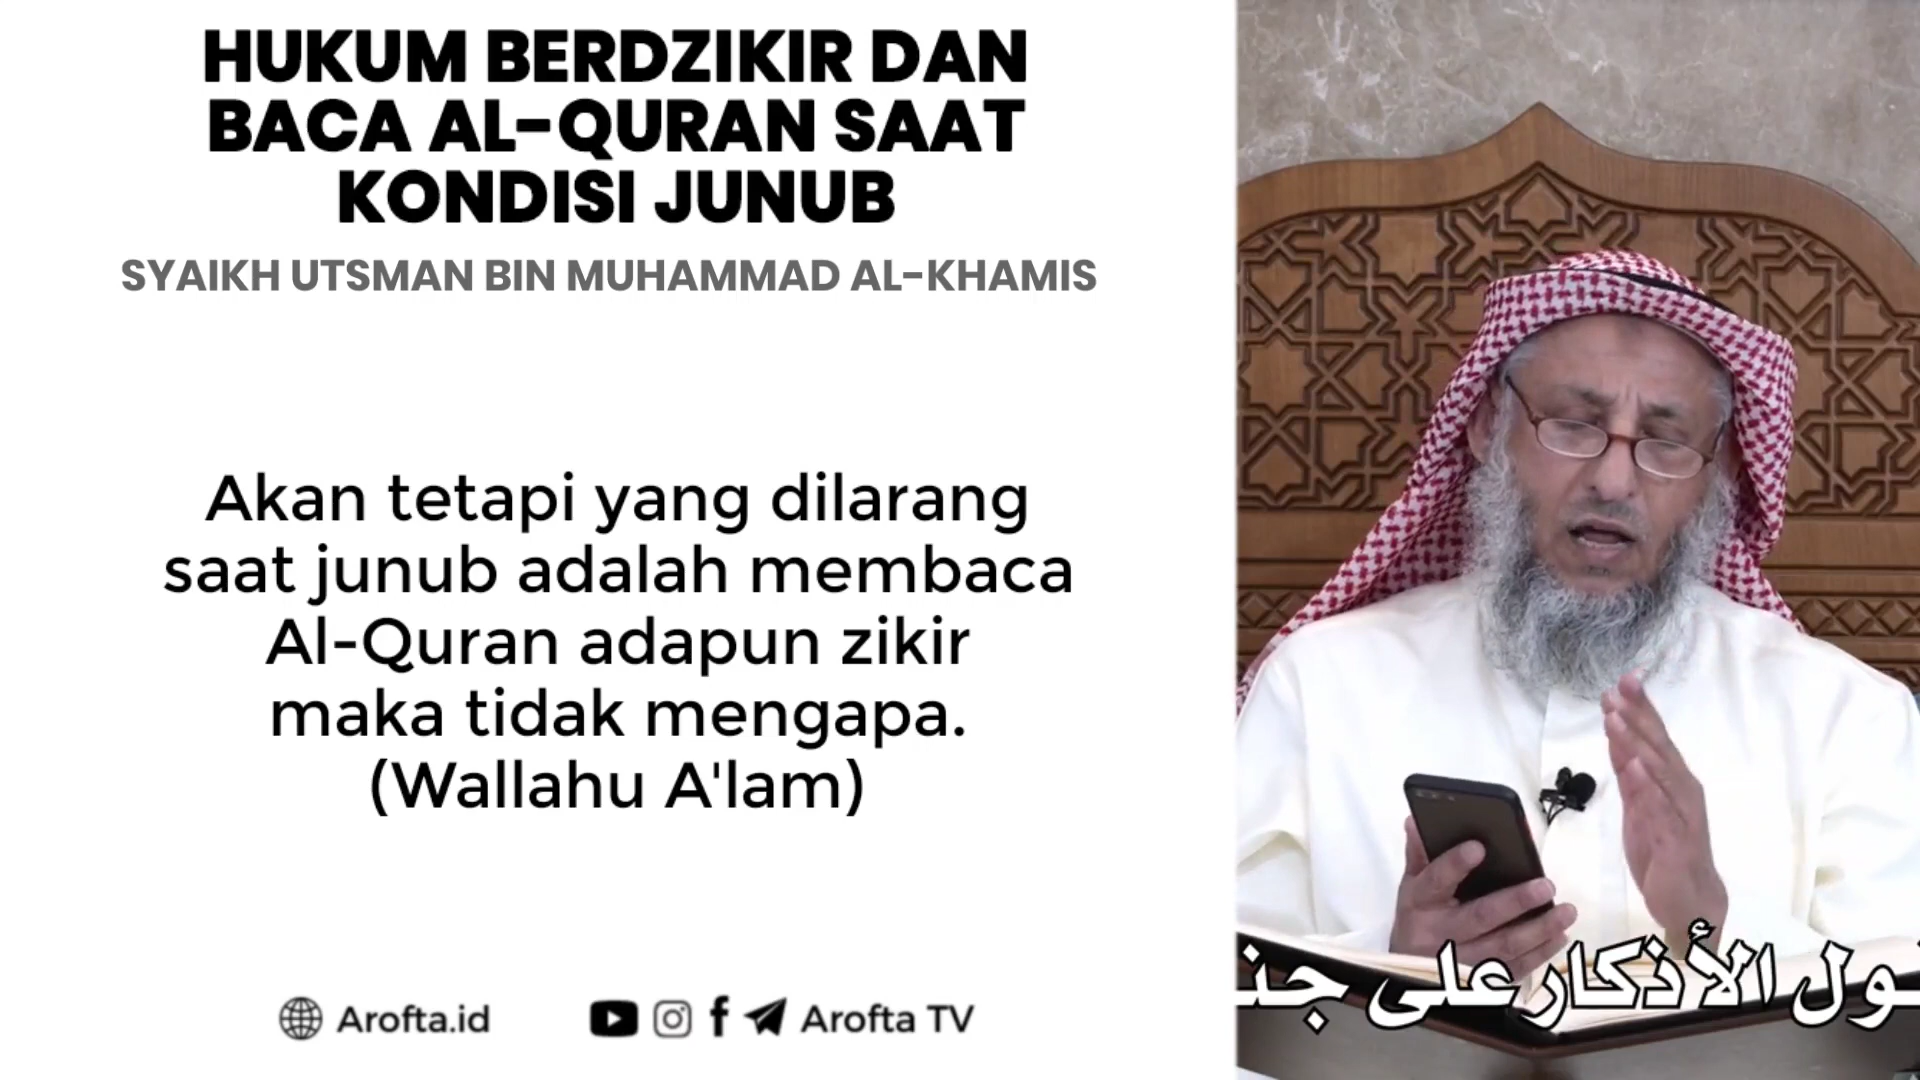 HUKUM BERDZIKIR DAN
BACA AL-QURAN SAAT
KONDISI JUNUB
SYAIKH UTSMAN BIN MUHAMMAD AL-KHAMIS
Akan tetapi yang dilarang
saat junub adalah membaca
Al-Quran adapun zikir
maka tidak mengapa.
(Wallahu A'lam)
الأذكار على
Arofta.id
Arofta TV